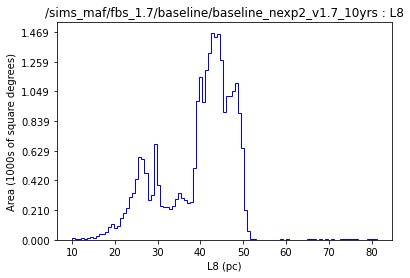 /sims_maf/fbs_1.7/baseline/baseline_nexp2_v1.7_10yrs : L8
1.469
1.259
1.049
0.839
0.629
0.420
0.210
0.000
Area (1000s of square degrees)
10 20 30 40 50 60 70 80
L8 (pc)